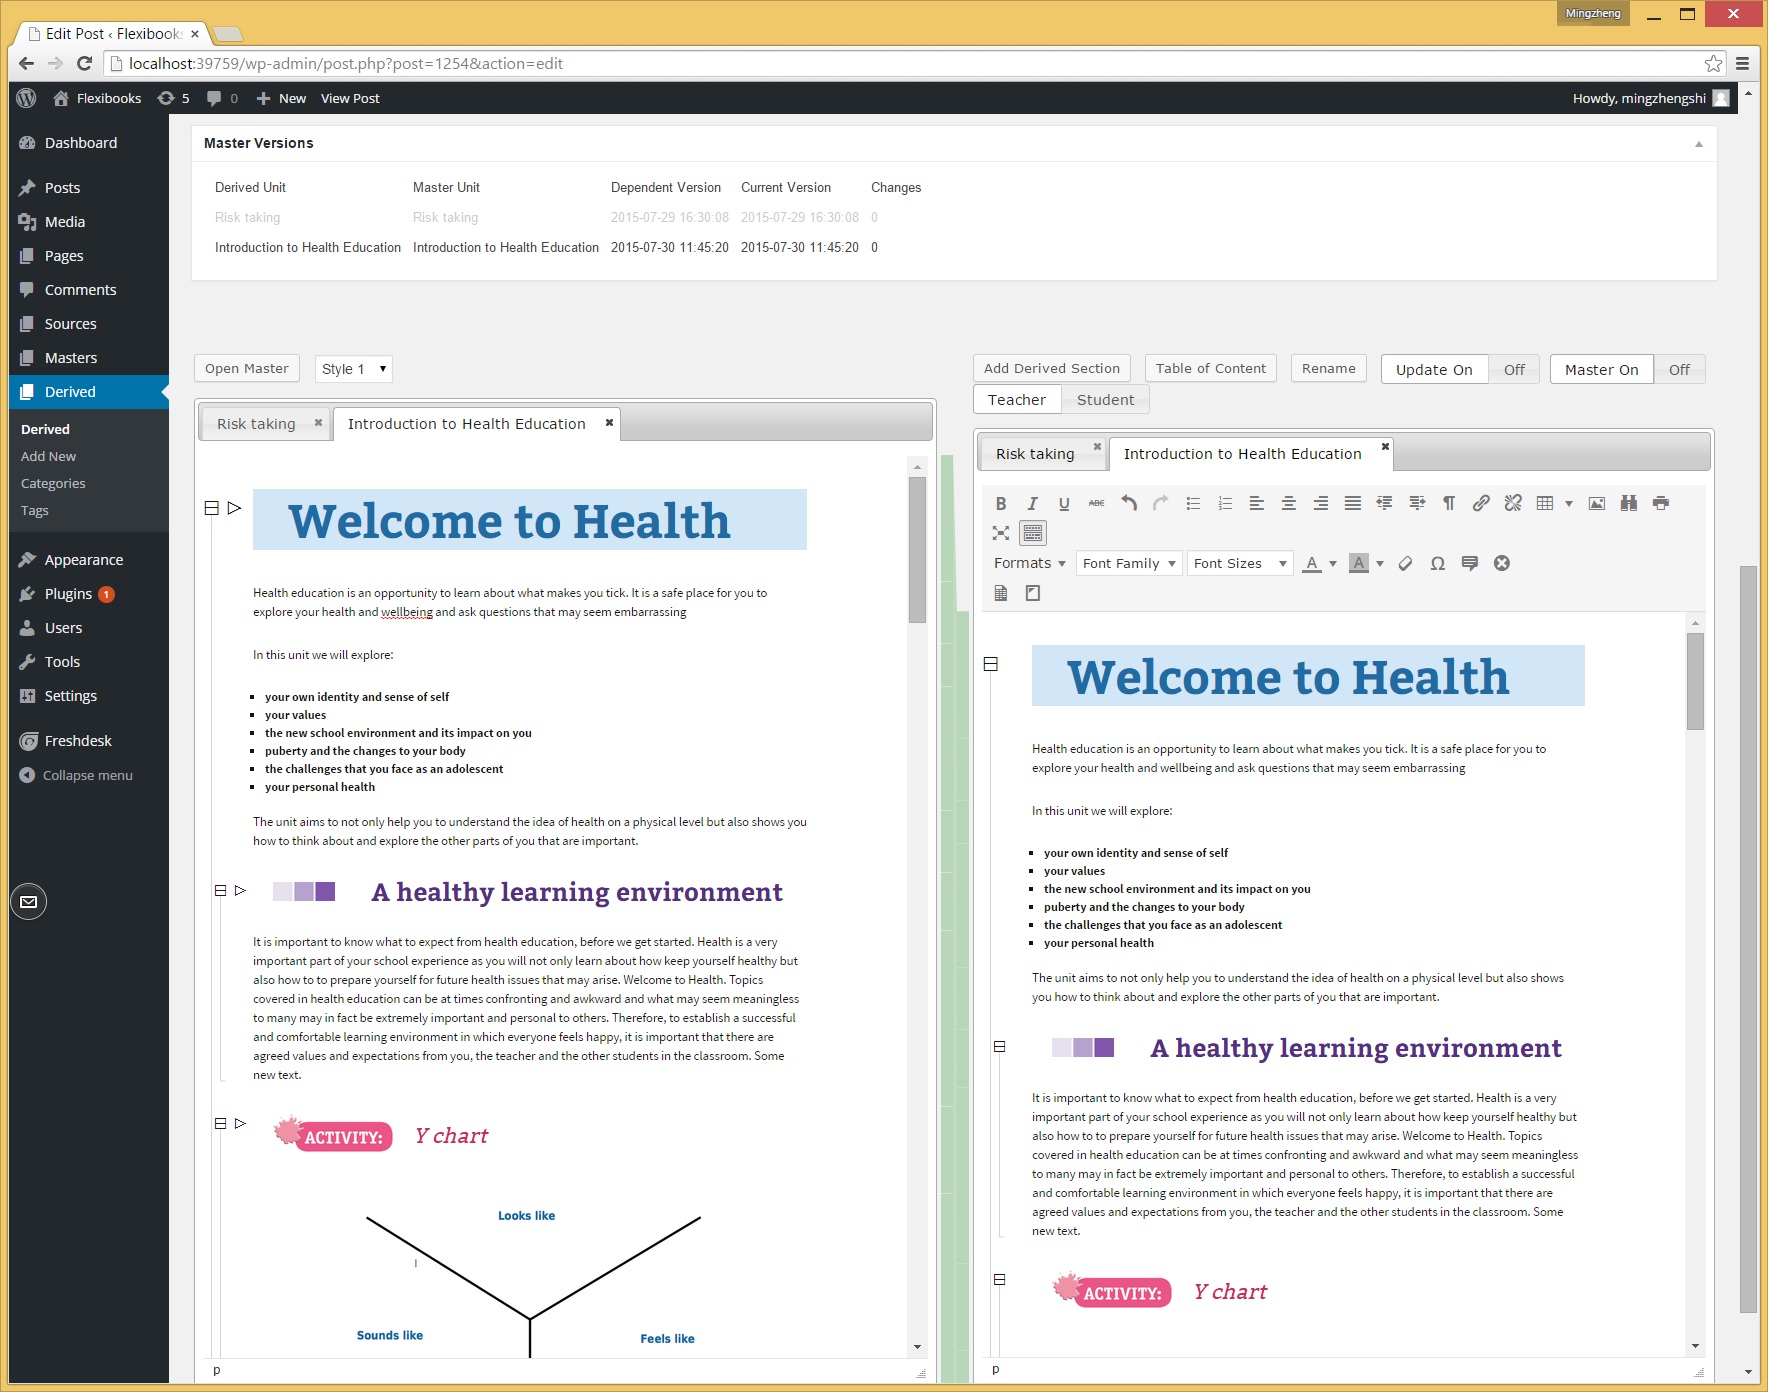 Mingzheng
Edit Post ‹ Flexibooks
localhost:39759/wp-admin/post.php?post=1254&action=edit
Flexibooks 5 0 New View Post
Howdy, mingzhengshi
Dashboard
Posts
Media
Pages
Comments
Sources
Masters
Derived
Derived
Add New
Categories
Tags
Appearance
Plugins 1
Users
Tools
Settings
Freshdesk
Collapse menu
Master Versions
Derived Unit Master Unit Dependent Version Current Version Changes
Risk taking Risk taking 2015-07-29 16:30:08 2015-07-29 16:30:08 0
Introduction to Health Education Introduction to Health Education 2015-07-30 11:45:20 2015-07-30 11:45:20 0
Open Master Style 1
Risk taking Introduction to Health Education
Welcome to Health
Health education is an opportunity to learn about what makes you tick. It is a safe place for you to
explore your health and wellbeing and ask questions that may seem embarrassing
In this unit we will explore:
your own identity and sense of self
your values
the new school environment and its impact on you
puberty and the changes to your body
the challenges that you face as an adolescent
your personal health
The unit aims to not only help you to understand the idea of health on a physical level but also shows you
how to think about and explore the other parts of you that are important.
A healthy learning environment
It is important to know what to expect from health education, before we get started. Health is a very
important part of your school experience as you will not only learn about how keep yourself healthy but
also how to to prepare yourself for future health issues that may arise. Welcome to Health. Topics
covered in health education can be at times confronting and awkward and what may seem meaningless
to many may in fact be extremely important and personal to others. Therefore, to establish a successful
and comfortable learning environment in which everyone feels happy, it is important that there are
agreed values and expectations from you, the teacher and the other students in the classroom. Some
new text.
ACTIVITY: Y chart
Looks like
Sounds like
Feels like
p
Add Derived Section Table of Content Rename Update On Off Master On Off
Teacher Student
Risk taking Introduction to Health Education
B I U ABC
Formats Font Family Font Sizes A A Ω
Welcome to Health
Health education is an opportunity to learn about what makes you tick. It is a safe place for you to
explore your health and wellbeing and ask questions that may seem embarrassing
In this unit we will explore:
your own identity and sense of self
your values
the new school environment and its impact on you
puberty and the changes to your body
the challenges that you face as an adolescent
your personal health
The unit aims to not only help you to understand the idea of health on a physical level but also shows
you how to think about and explore the other parts of you that are important.
A healthy learning environment
It is important to know what to expect from health education, before we get started. Health is a very
important part of your school experience as you will not only learn about how keep yourself healthy but
also how to to prepare yourself for future health issues that may arise. Welcome to Health. Topics
covered in health education can be at times confronting and awkward and what may seem meaningless
to many may in fact be extremely important and personal to others. Therefore, to establish a successful
and comfortable learning environment in which everyone feels happy, it is important that there are
agreed values and expectations from you, the teacher and the other students in the classroom. Some
new text.
ACTIVITY: Y chart
p